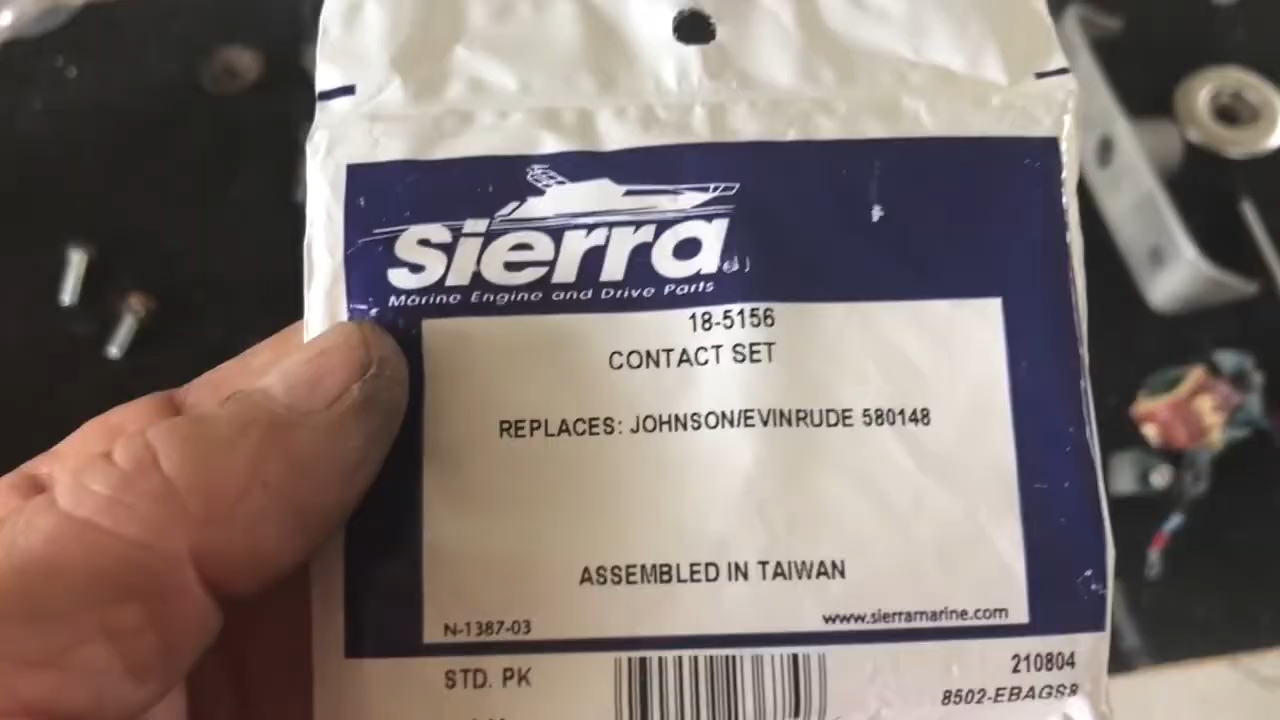 Sierra
Marine Engine and Drive Parts
18-5156
CONTACT SET
REPLACES: JOHNSON/EVINRUDE 580148
ASSEMBLED IN TAIWAN
N-1387-03
www.sierramarine.com
STD. PK
210804
8502-EBAGS8